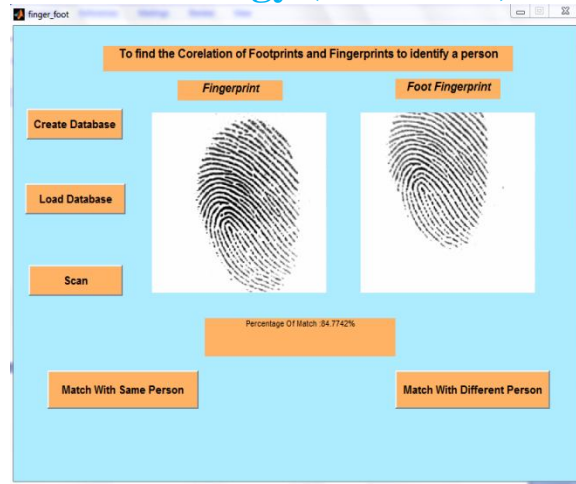 finger_foot
To find the Corelation of Footprints and Fingerprints to identify a person
Fingerprint
Foot Fingerprint
Create Database
Load Database
Scan
Percentage Of Match :84.7742%
Match With Same Person
Match With Different Person